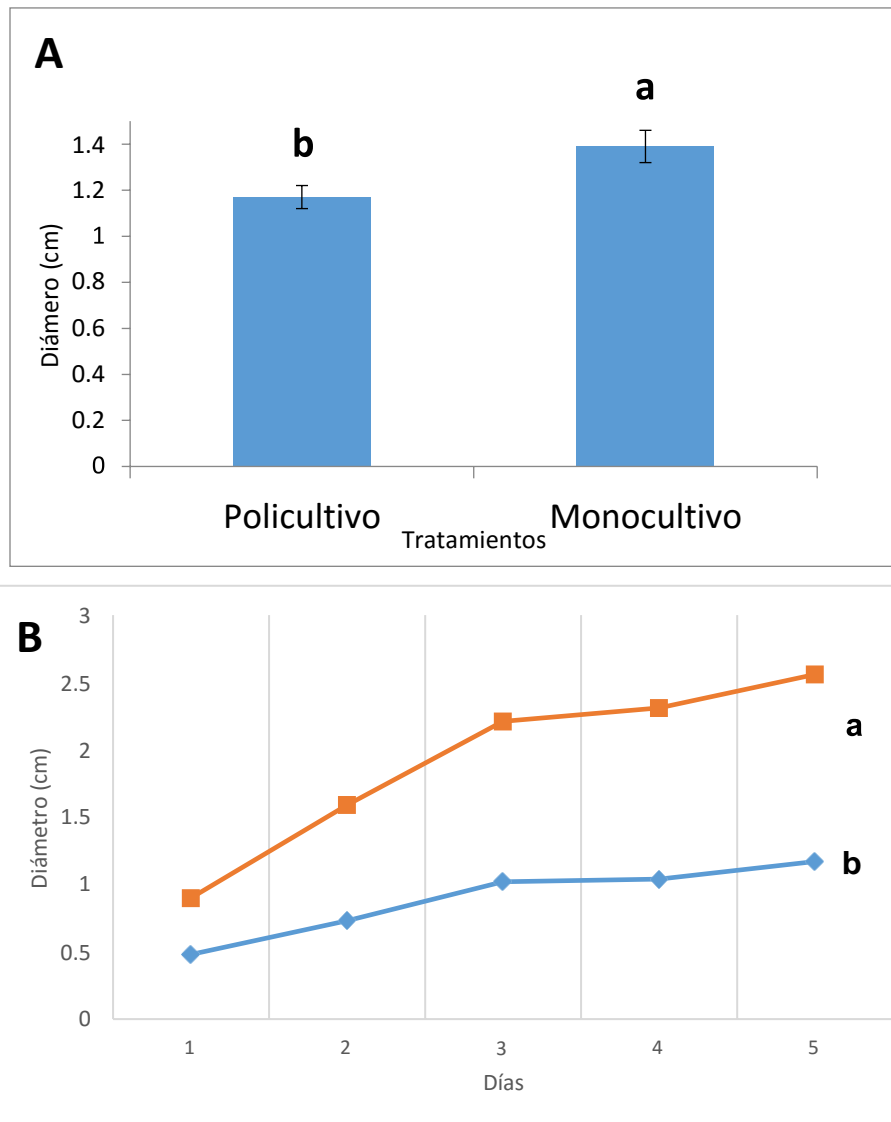 A
a
b
1.4
1.2
1
0.8
0.6
0.4
0.2
0
Diámero (cm)
Policultivo Monocultivo
Tratamientos
B
3
2.5
2
1.5
1
0.5
0
Diámetro (cm)
a
b
1 2 3 4 5
Días